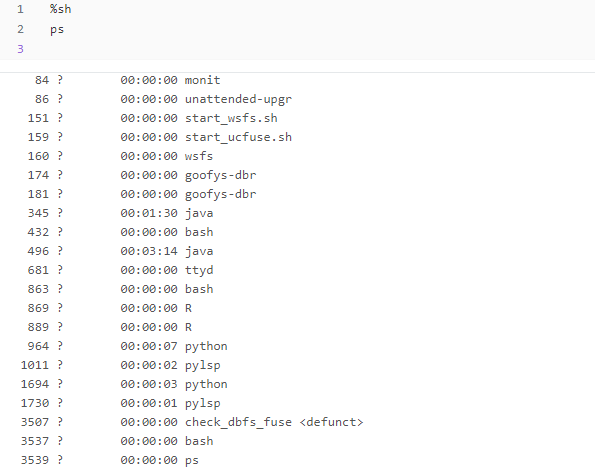 1 %sh
2 ps
3
84 ? 00:00:00 monit
86 ? 00:00:00 unattended-upgr
151 ? 00:00:00 start_wsfs.sh
159 ? 00:00:00 start_ucfuse.sh
160 ? 00:00:00 wsfs
174 ? 00:00:00 goofys-dbr
181 ? 00:00:00 goofys-dbr
345 ? 00:01:30 java
432 ? 00:00:00 bash
496 ? 00:03:14 java
681 ? 00:00:00 ttyd
863 ? 00:00:00 bash
869 ? 00:00:00 R
889 ? 00:00:00 R
964 ? 00:00:07 python
1011 ? 00:00:02 pylsp
1694 ? 00:00:03 python
1730 ? 00:00:01 pylsp
3507 ? 00:00:00 check_dbfs_fuse <defunct>
3537 ? 00:00:00 bash
3539 ? 00:00:00 ps